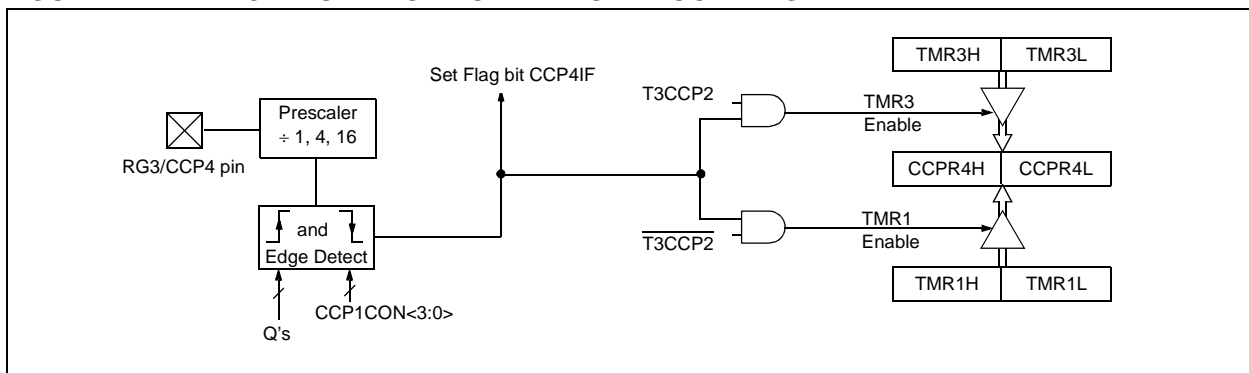 TMR3H TMR3L
Set Flag bit CCP4IF
T3CCP2
TMR3
Enable
Prescaler
÷ 1, 4, 16
RG3/CCP4 pin
CCPR4H CCPR4L
and
Edge Detect
TMR1
Enable
T3CCP2
TMR1H TMR1L
CCP1CON<3:0>
Q's